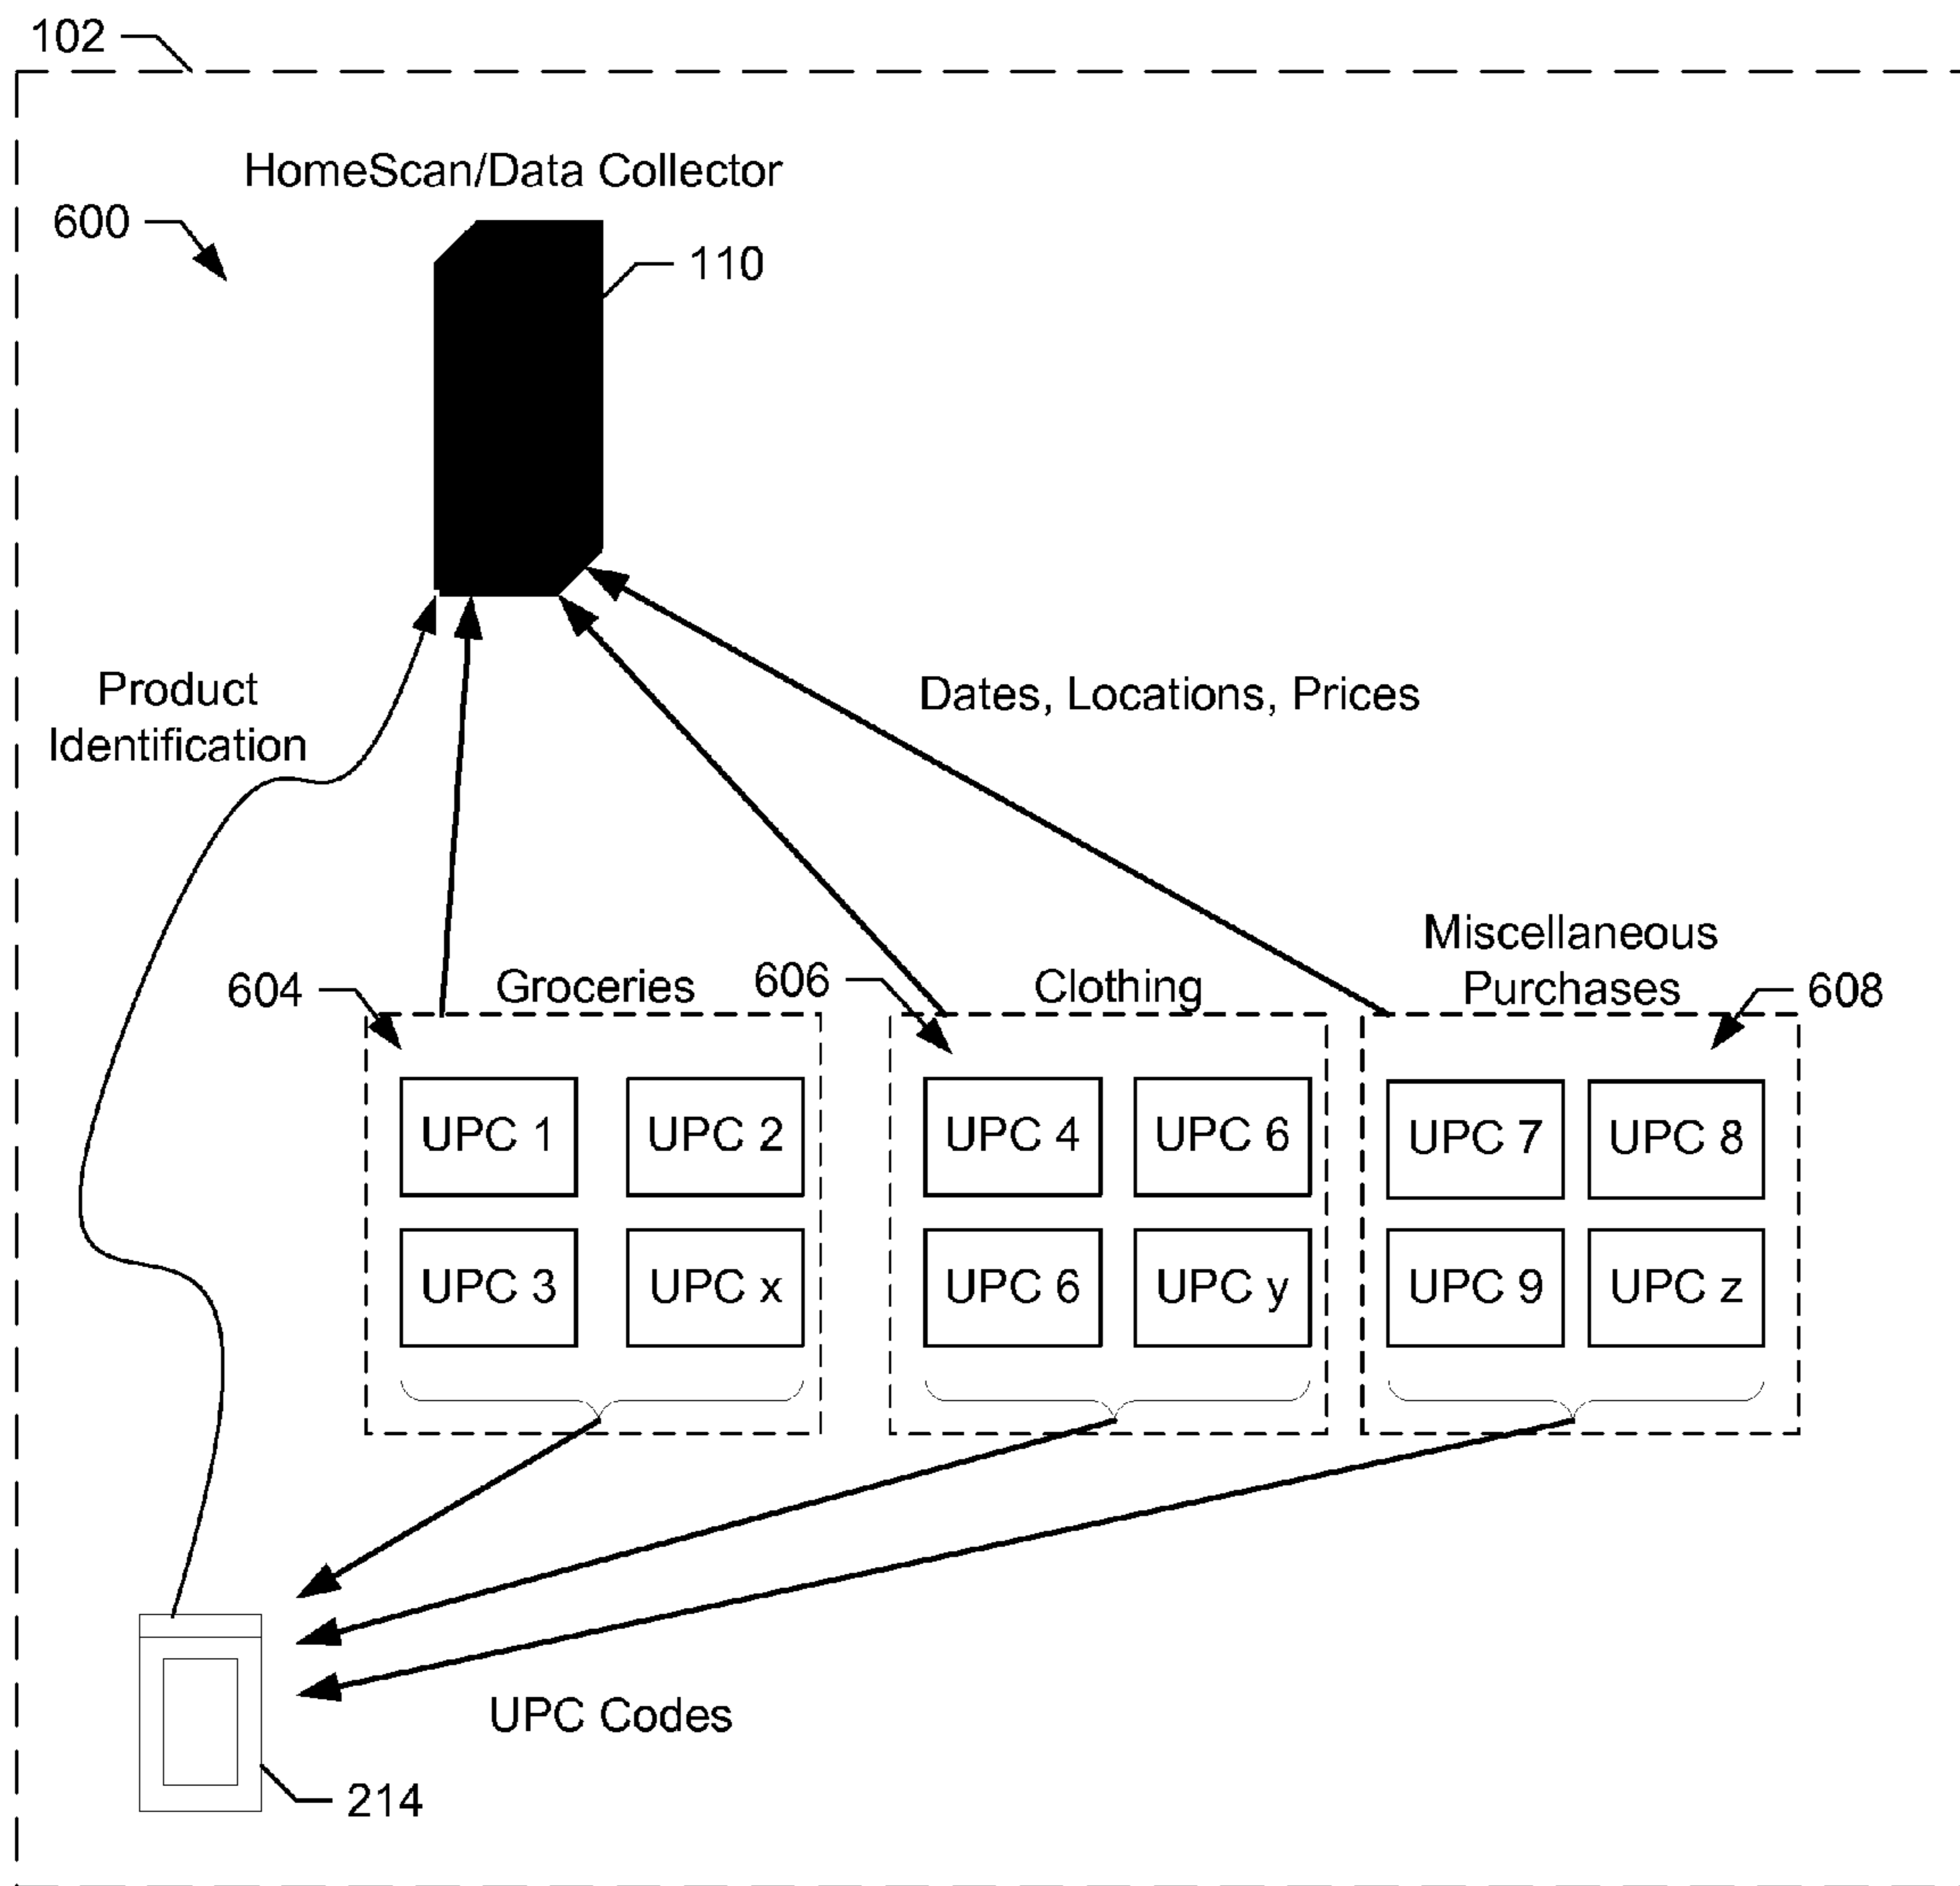 102
HomeScan/Data Collector
600
110
Product
Identification
Dates, Locations, Prices
Miscellaneous
Purchases
604
Groceries
606
Clothing
608
UPC 1
UPC 2
UPC 4
UPC 6
UPC 7
UPC 8
UPC 3
UPC x
UPC 6
UPC y
UPC 9
UPC z
UPC Codes
214